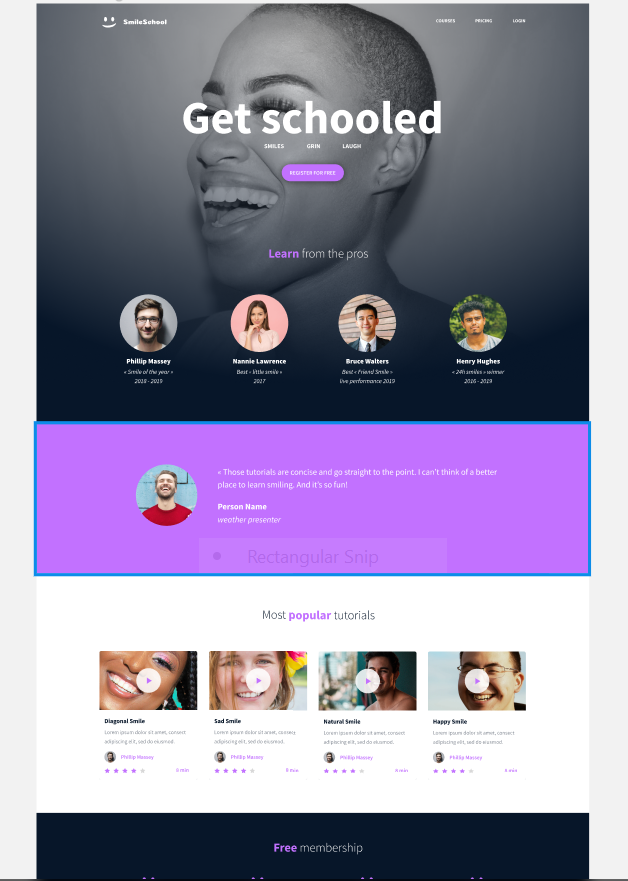 SmileSchool
COURSES PRICING LOGIN
Get schooled
SMILES GRIN LAUGH
REGISTER FOR FREE
Learn from the pros
Phillip Massey
« Smile of the year »
2018 - 2019
Nannie Lawrence
Best « little smile »
2017
Bruce Walters
Best « Friend Smile »
live performance 2019
Henry Hughes
« 24h smiles » winner
2016 - 2019
« Those tutorials are concise and go straight to the point. I can't think of a better
place to learn smiling. And it's so fun!
Person Name
weather presenter
Rectangular Snip
Most popular tutorials
Diagonal Smile
Lorem ipsum dolor sit amet, consect
adipiscing elit, sed do eiusmod.
Phillip Massey
8 min
Sad Smile
Lorem ipsum dolor sit amet, consect
adipiscing elit, sed do eiusmod.
Phillip Massey
9 min
Natural Smile
Lorem ipsum dolor sit amet, consect
adipiscing elit, sed do eiusmod.
Phillip Massey
6 min
Happy Smile
Lorem ipsum dolor sit amet, consect
adipiscing elit, sed do eiusmod.
Phillip Massey
min
Free membership